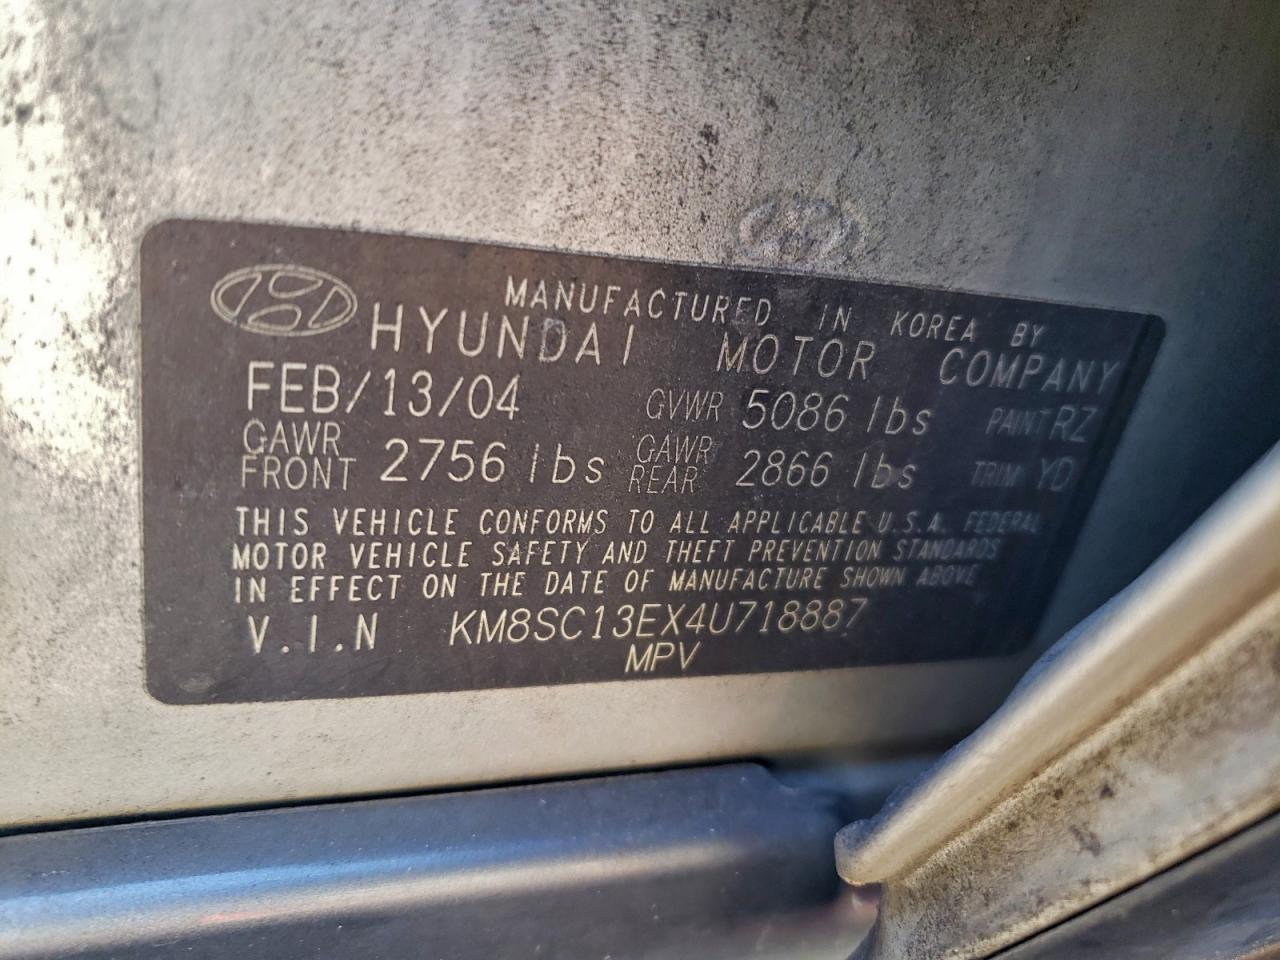 MANUFACTURED IN KOREA BY
HYUNDAI MOTOR COMPANY
FEB/13/04 GVWR 5086 lbs PAINT RZ
GAWR FRONT 2756 lbs GAWR REAR 2866 lbs TRIM YD
THIS VEHICLE CONFORMS TO ALL APPLICABLE U.S.A. FEDERAL
MOTOR VEHICLE SAFETY AND THEFT PREVENTION STANDARDS
IN EFFECT ON THE DATE OF MANUFACTURE SHOWN ABOVE
V.I.N KM8SC13EX4U718887
MPV